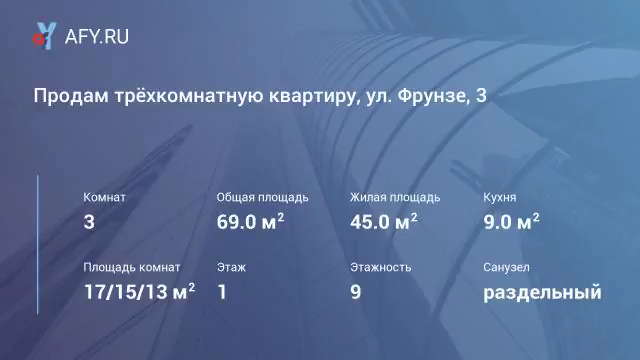 AFY.RU
Продам трёхкомнатную квартиру, ул. Фрунзе, 3
Комнат
Общая площадь
Жилая площадь
Кухня
3
69.0 м²
45.0 м²
9.0 м²
Площадь комнат
Этаж
Этажность
Санузел
17/15/13 м²
1
9
раздельный